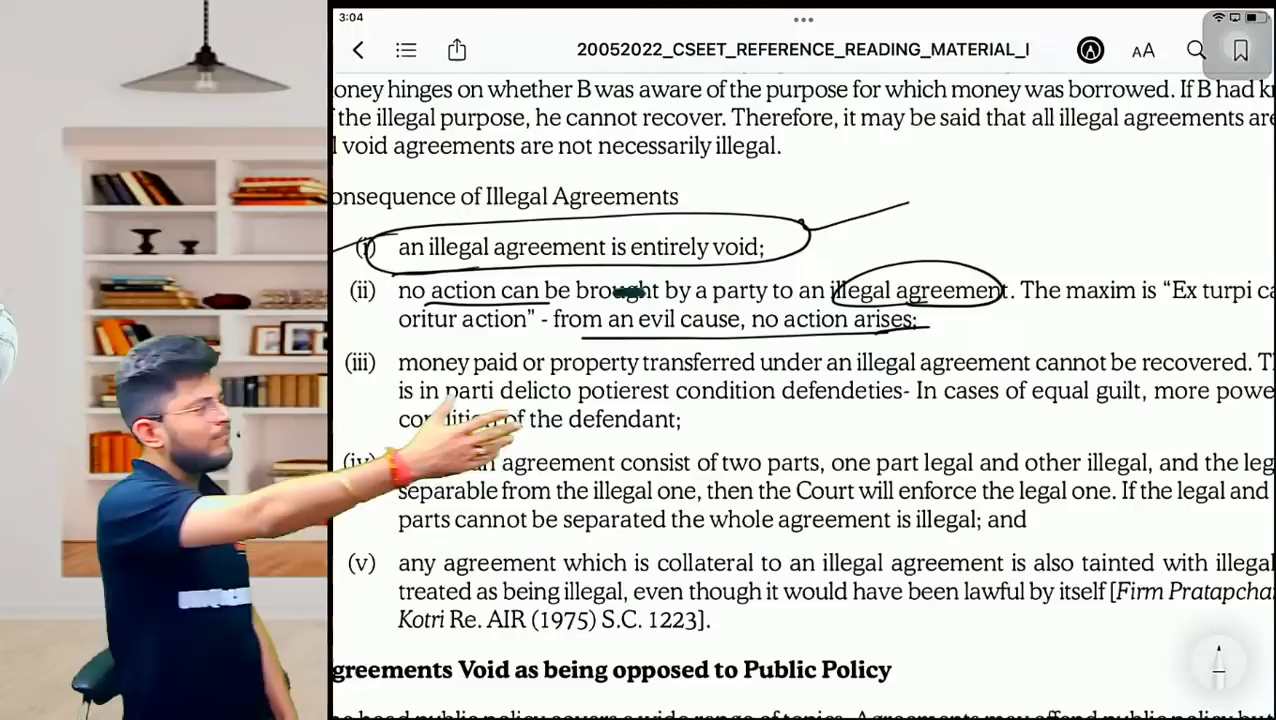 3:04
20052022_CSEET_REFERENCE_READING_MATERIAL_I
AA
oney hinges on whether B was aware of the purpose for which money was borrowed. If B had k
the illegal purpose, he cannot recover. Therefore, it may be said that all illegal agreements are
void agreements are not necessarily illegal.
onsequence of Illegal Agreements
(i) an illegal agreement is entirely void;
(ii) no action can be brought by a party to an illegal agreement. The maxim is “Ex turpi ca
oritur action” - from an evil cause, no action arises;
(iii) money paid or property transferred under an illegal agreement cannot be recovered. T
is in parti delicto potierest condition defendeties- In cases of equal guilt, more powe
condition of the defendant;
(iv) agreement consist of two parts, one part legal and other illegal, and the leg
separable from the illegal one, then the Court will enforce the legal one. If the legal and
parts cannot be separated the whole agreement is illegal; and
(v) any agreement which is collateral to an illegal agreement is also tainted with illegal
treated as being illegal, even though it would have been lawful by itself [Firm Pratapcha
Kotri Re. AIR (1975) S.C. 1223].
greements Void as being opposed to Public Policy